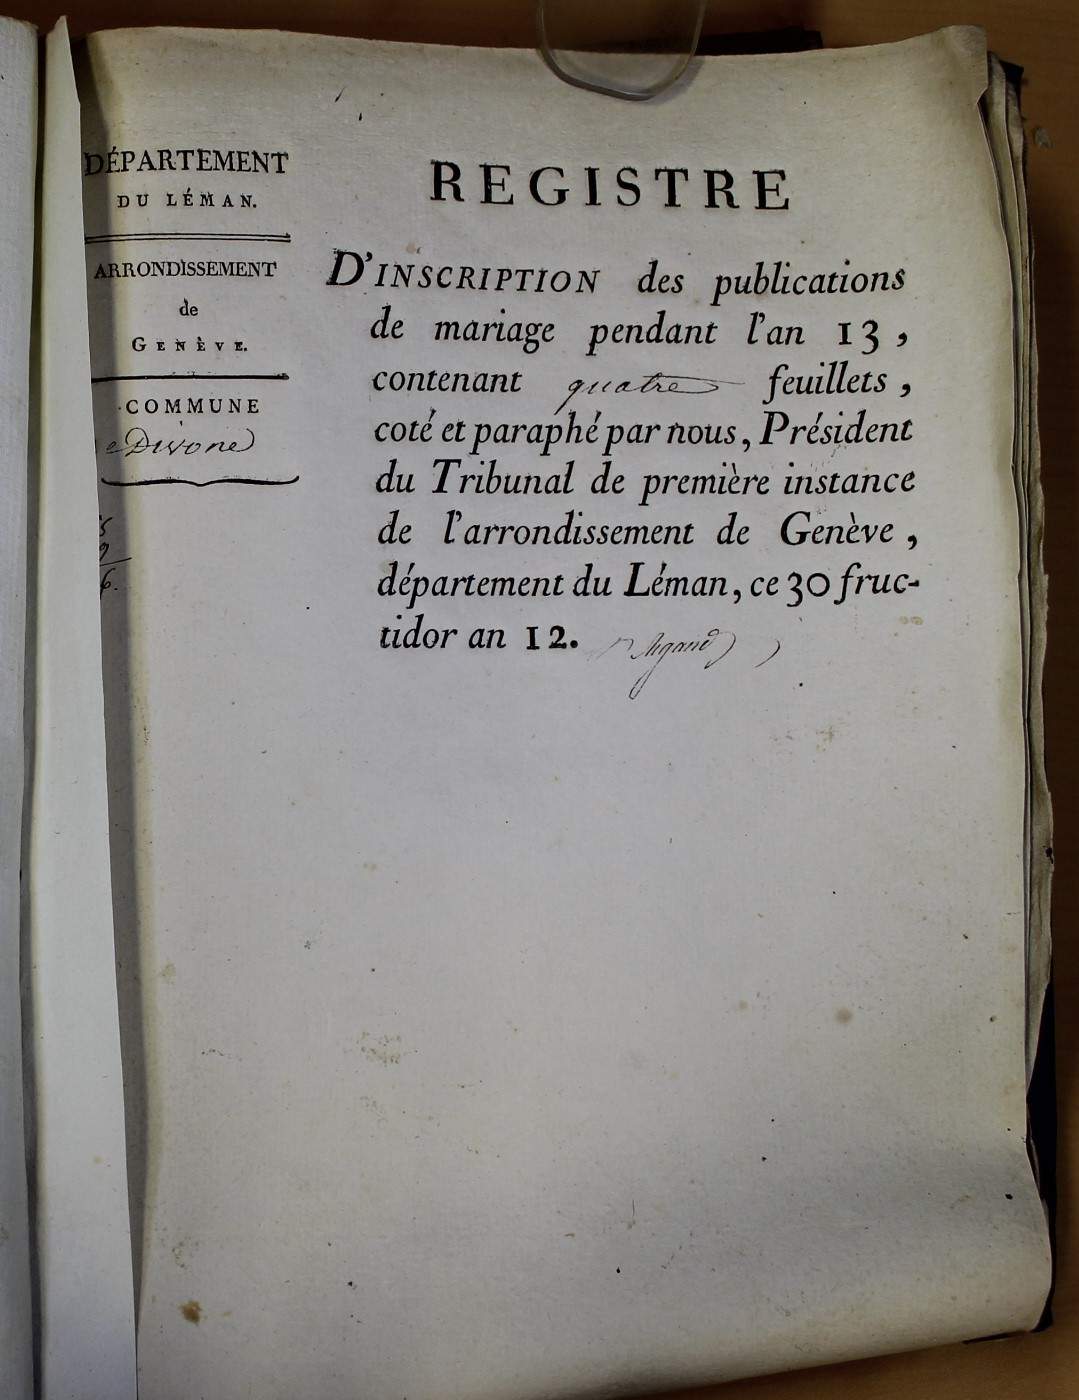 DÉPARTEMENT
DU LÉMAN.
ARRONDISSEMENT
de
GENÈVE.
COMMUNE
e Divone
REGISTRE
D'INSCRIPTION des publications
de mariage pendant l'an 13,
contenant quatre feuillets,
coté et paraphé par nous, Président
du Tribunal de première instance
de l'arrondissement de Genève,
département du Léman, ce 30 fruc-
tidor an 12.